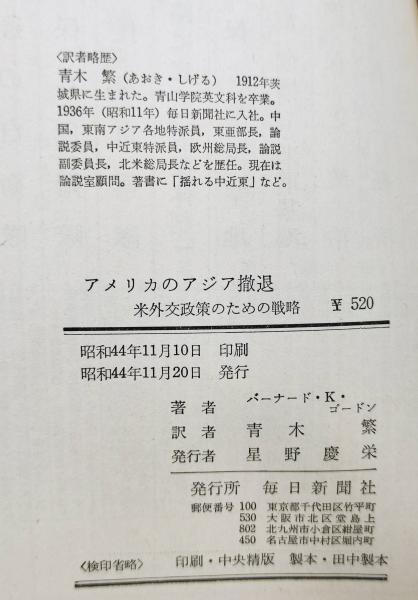 〈訳者略歴〉
青木 繁（あおき・しげる） 1912年茨
城県に生まれた。青山学院英文科を卒業。
1936年（昭和11年）毎日新聞社に入社。中
国，東南アジア各地特派員，東亜部長，論
説委員，中近東特派員，欧州総局長，論説
副委員長，北米総局長などを歴任。現在は
論説室顧問。著書に「揺れる中近東」など。
アメリカのアジア撤退
米外交政策のための戦略 ￥520
昭和44年11月10日 印刷
昭和44年11月20日 発行
著者 バーナード・K・ゴードン
訳者 青木 繁
発行者 星野慶栄
発行所 毎日新聞社
郵便番号 100 東京都千代田区竹平町
530 大阪市北区堂島上
802 北九州市小倉区紺屋町
450 名古屋市中村区堀内町
〈検印省略〉 印刷・中央精版 製本・田中製本